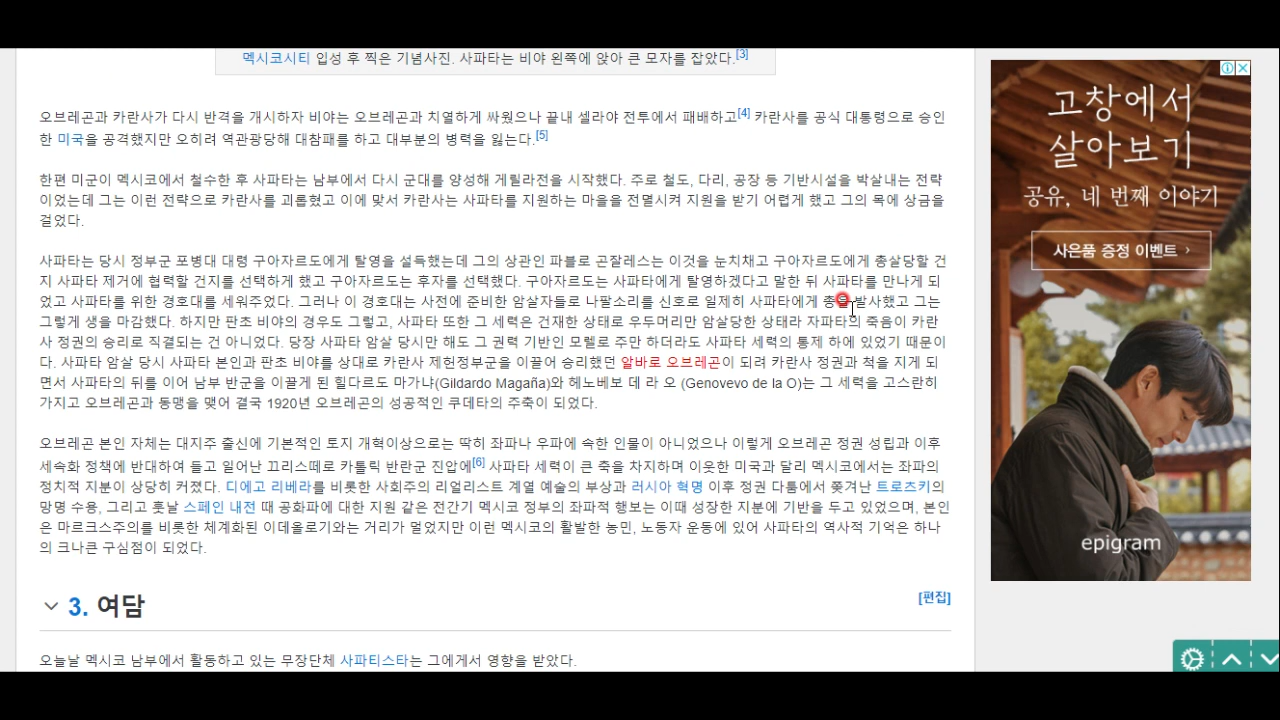 멕시코시티 입성 후 찍은 기념사진. 사파타는 비야 왼쪽에 앉아 큰 모자를 잡았다.[3]
오브레곤과 카란사가 다시 반격을 개시하자 비야는 오브레곤과 치열하게 싸웠으나 끝내 셀라야 전투에서 패배하고[4] 카란사를 공식 대통령으로 승인
한 미국을 공격했지만 오히려 역관광당해 대참패를 하고 대부분의 병력을 잃는다.[5]
한편 미군이 멕시코에서 철수한 후 사파타는 남부에서 다시 군대를 양성해 게릴라전을 시작했다. 주로 철도, 다리, 공장 등 기반시설을 박살내는 전략
이었는데 그는 이런 전략으로 카란사를 괴롭혔고 이에 맞서 카란사는 사파타를 지원하는 마을을 전멸시켜 지원을 받기 어렵게 했고 그의 목에 상금을
걸었다.
사파타는 당시 정부군 포병대 대령 구아자르도에게 탈영을 설득했는데 그의 상관인 파블로 곤잘레스는 이것을 눈치채고 구아자르도에게 총살당할 건
지 사파타 제거에 협력할 건지를 선택하게 했고 구아자르도는 후자를 선택했다. 구아자르도는 사파타에게 탈영하겠다고 말한 뒤 사파타를 만나게 되
었고 사파타를 위한 경호대를 세워주었다. 그러나 이 경호대는 사전에 준비한 암살자들로 나팔소리를 신호로 일제히 사파타에게 총을 발사했고 그는
그렇게 생을 마감했다. 하지만 판초 비야의 경우도 그렇고, 사파타 또한 그 세력은 건재한 상태로 우두머리만 암살당한 상태라 자파타의 죽음이 카란
사 정권의 승리로 직결되는 건 아니었다. 당장 사파타 암살 당시만 해도 그 권력 기반인 모렐로 주만 하더라도 사파타 세력의 통제 하에 있었기 때문이
다. 사파타 암살 당시 사파타 본인과 판초 비야를 상대로 카란사 제헌정부군을 이끌어 승리했던 알바로 오브레곤이 되려 카란사 정권과 척을 지게 되
면서 사파타의 뒤를 이어 남부 반군을 이끌게 된 힐다르도 마가냐(Gildardo Magaña)와 헤노베보 데 라 오 (Genovevo de la O)는 그 세력을 고스란히
가지고 오브레곤과 동맹을 맺어 결국 1920년 오브레곤의 성공적인 쿠데타의 주축이 되었다.
오브레곤 본인 자체는 대지주 출신에 기본적인 토지 개혁이상으로는 딱히 좌파나 우파에 속한 인물이 아니었으나 이렇게 오브레곤 정권 성립과 이후
세속화 정책에 반대하여 들고 일어난 끄리스떼로 카톨릭 반란군 진압에[6] 사파타 세력이 큰 축을 차지하며 이웃한 미국과 달리 멕시코에서는 좌파의
정치적 지분이 상당히 커졌다. 디에고 리베라를 비롯한 사회주의 리얼리스트 계열 예술의 부상과 러시아 혁명 이후 정권 다툼에서 쫒겨난 트로츠키의
망명 수용, 그리고 훗날 스페인 내전 때 공화파에 대한 지원 같은 전간기 멕시코 정부의 좌파적 행보는 이때 성장한 지분에 기반을 두고 있었으며, 본인
은 마르크스주의를 비롯한 체계화된 이데올로기와는 거리가 멀었지만 이런 멕시코의 활발한 농민, 노동자 운동에 있어 사파타의 역사적 기억은 하나
의 크나큰 구심점이 되었다.
3. 여담
[편집]
오늘날 멕시코 남부에서 활동하고 있는 무장단체 사파티스타는 그에게서 영향을 받았다.
고창에서
살아보기
공유, 네 번째 이야기
사은품 증정 이벤트 ›
epigram